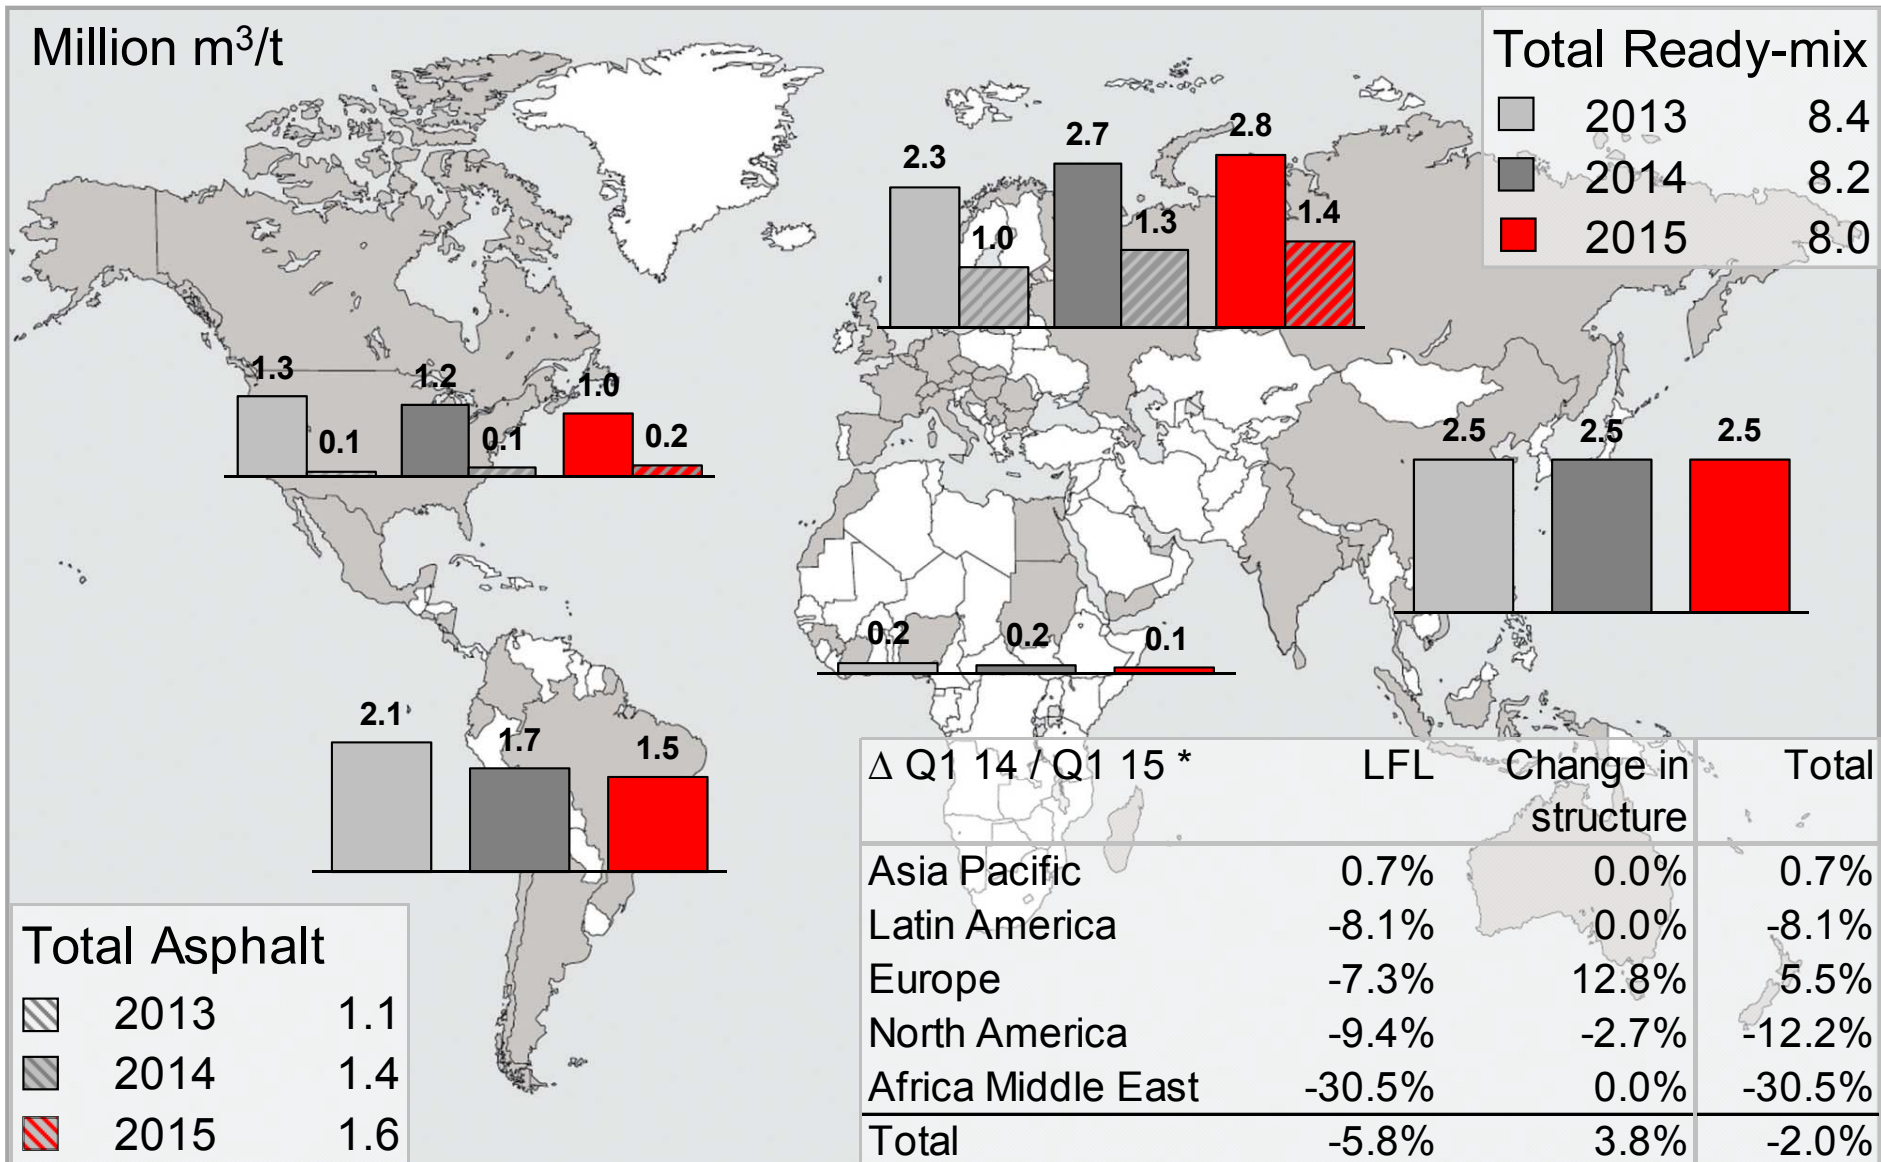 Million m³/t
Total Ready-mix
2013 8.4
2014 8.2
2015 8.0
2.3 1.0 2.7 1.3 2.8 1.4
1.3 0.1 1.2 0.1 1.0 0.2
2.5 2.5 2.5
0.2 0.2 0.1
2.1 1.7 1.5
Total Asphalt
2013 1.1
2014 1.4
2015 1.6
Δ Q1 14 / Q1 15 * LFL Change in Total
structure
Asia Pacific 0.7% 0.0% 0.7%
Latin America -8.1% 0.0% -8.1%
Europe -7.3% 12.8% 5.5%
North America -9.4% -2.7% -12.2%
Africa Middle East -30.5% 0.0% -30.5%
Total -5.8% 3.8% -2.0%